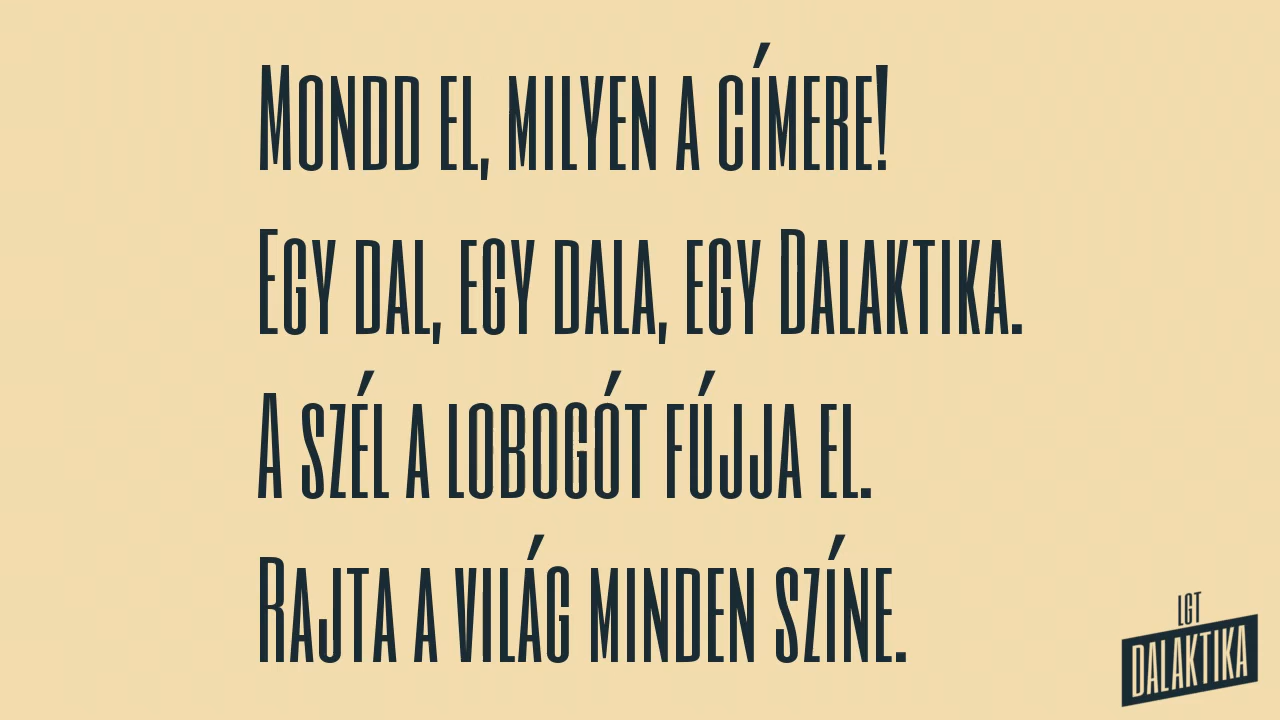 Mondd el, milyen a címere!
Egy dal, egy dala, egy Dalaktika.
A szél a lobogót fújja el.
Rajta a világ minden színe.
LGT
DALAKTIKA